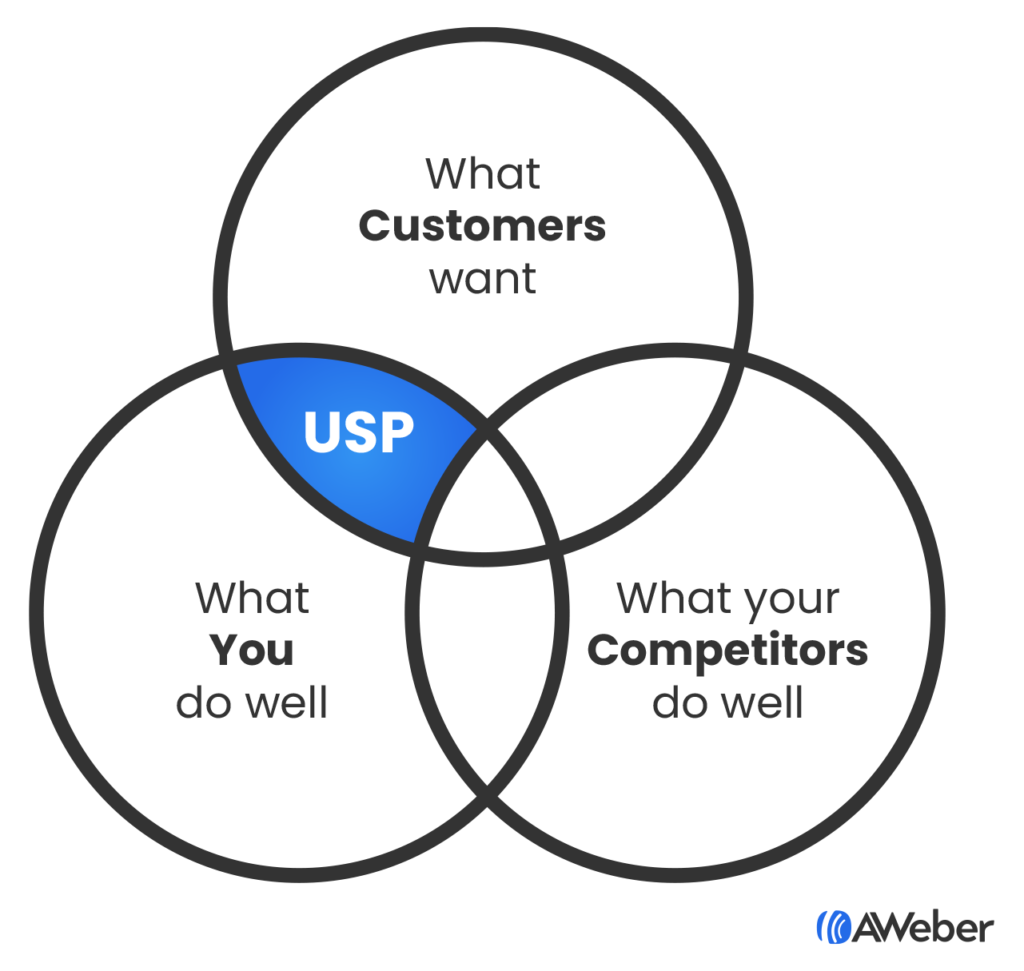 What
Customers
want
USP
What
You
do well
What your
Competitors
do well
AWeber